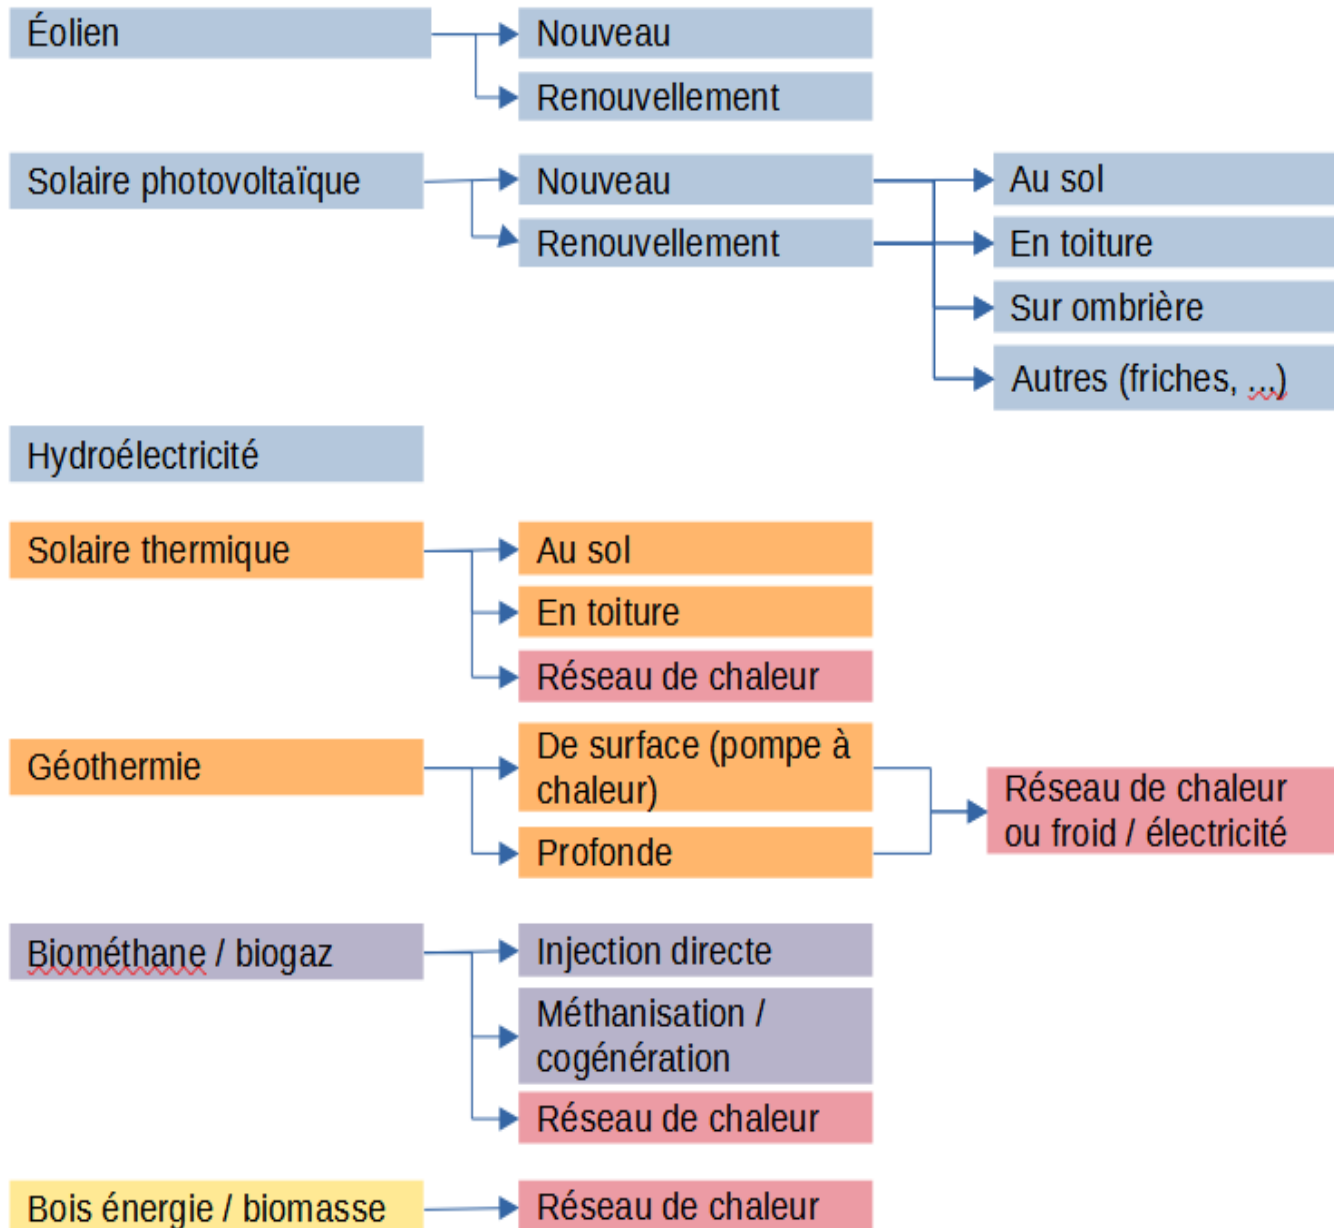 Éolien
Nouveau
Renouvellement
Solaire photovoltaïque
Nouveau
Au sol
Renouvellement
En toiture
Sur ombrière
Autres (friches, ...)
Hydroélectricité
Solaire thermique
Au sol
En toiture
Réseau de chaleur
Géothermie
De surface (pompe à
chaleur)
Profonde
Réseau de chaleur
ou froid / électricité
Biométhane / biogaz
Injection directe
Méthanisation /
cogénération
Réseau de chaleur
Bois énergie / biomasse
Réseau de chaleur